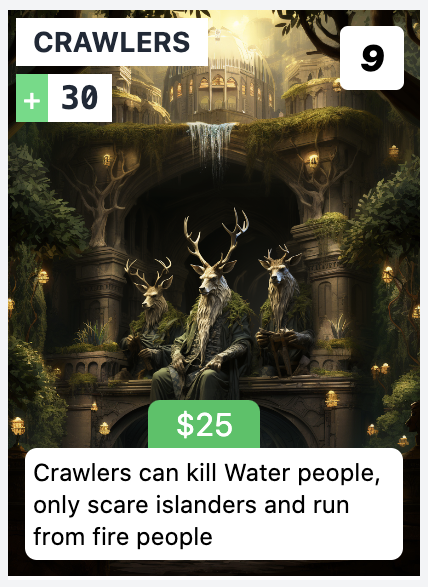 CRAWLERS
9
+ 30
$25
Crawlers can kill Water people,
only scare islanders and run
from fire people